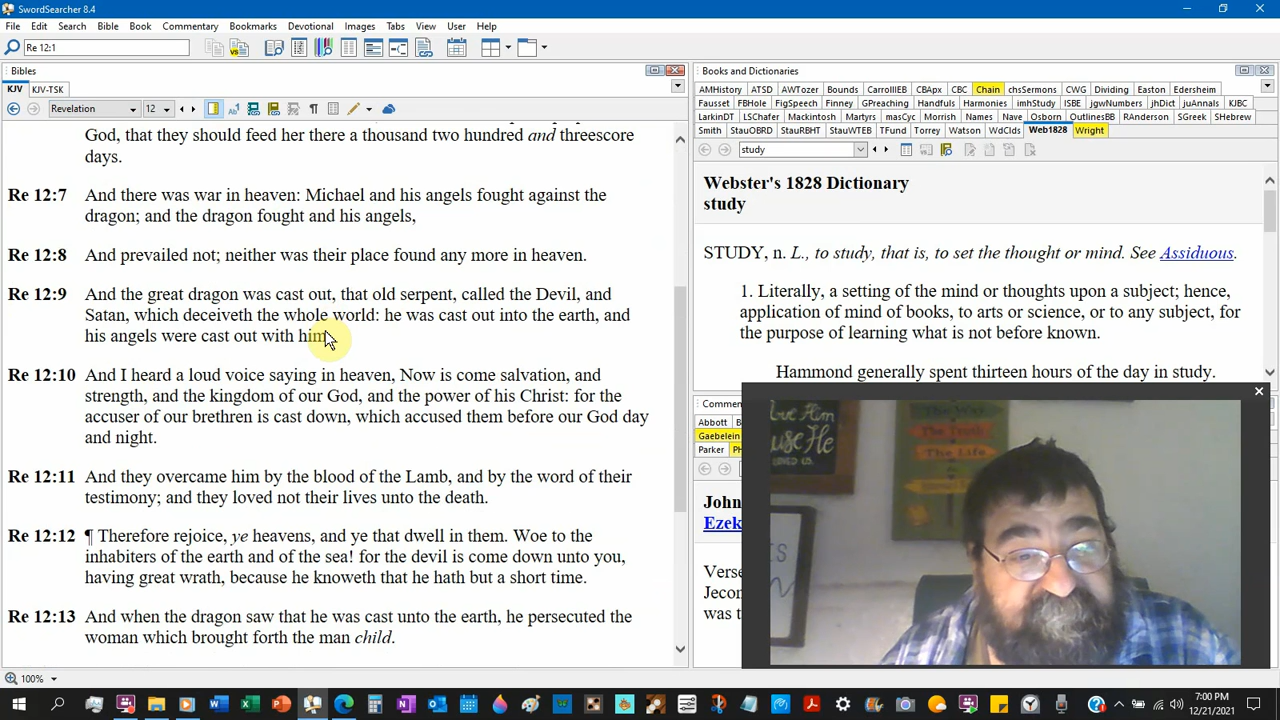 SwordSearcher 8.4
File Edit Search Bible Book Commentary Bookmarks Devotional Images Tabs View User Help
Re 12:1
Bibles
KJV KJV-TSK
Revelation 12
God, that they should feed her there a thousand two hundred and threescore
days.
Re 12:7 And there was war in heaven: Michael and his angels fought against the
dragon; and the dragon fought and his angels,
Re 12:8 And prevailed not; neither was their place found any more in heaven.
Re 12:9 And the great dragon was cast out, that old serpent, called the Devil, and
Satan, which deceiveth the whole world: he was cast out into the earth, and
his angels were cast out with him
Re 12:10 And I heard a loud voice saying in heaven, Now is come salvation, and
strength, and the kingdom of our God, and the power of his Christ: for the
accuser of our brethren is cast down, which accused them before our God day
and night.
Re 12:11 And they overcame him by the blood of the Lamb, and by the word of their
testimony; and they loved not their lives unto the death.
Re 12:12 ¶ Therefore rejoice, ye heavens, and ye that dwell in them. Woe to the
inhabiters of the earth and of the sea! for the devil is come down unto you,
having great wrath, because he knoweth that he hath but a short time.
Re 12:13 And when the dragon saw that he was cast unto the earth, he persecuted the
woman which brought forth the man child.
100%
Books and Dictionaries
AMHistory ATSD AWTozer Bounds CarrollIEB CBApx CBC Chain chsSermons CWG Dividing Easton Edersheim
Fausset FBHole FigSpeech Finney GPreaching Handfuls Harmonies imhStudy ISBE jgwNumbers jhDict juAnnals KJBC
LarkinDT LSChafer Mackintosh Martyrs masCyc Morrish Names Nave Osborn OutlinesBB RAnderson SGreek SHebrew
Smith StauOBRD StauRBHT StauWTEB TFund Torrey Watson WdClds Web1828 Wright
study
Webster's 1828 Dictionary
study
STUDY, n. L., to study, that is, to set the thought or mind. See Assiduous.
1. Literally, a setting of the mind or thoughts upon a subject; hence,
application of mind of books, to arts or science, or to any subject, for
the purpose of learning what is not before known.
Hammond generally spent thirteen hours of the day in study.
Commen
Abbott B
Gaebelein
Parker PH
John
Ezek
Verse
Jecon
was t
The Way
The Truth
The Life
7:00 PM
12/21/2021